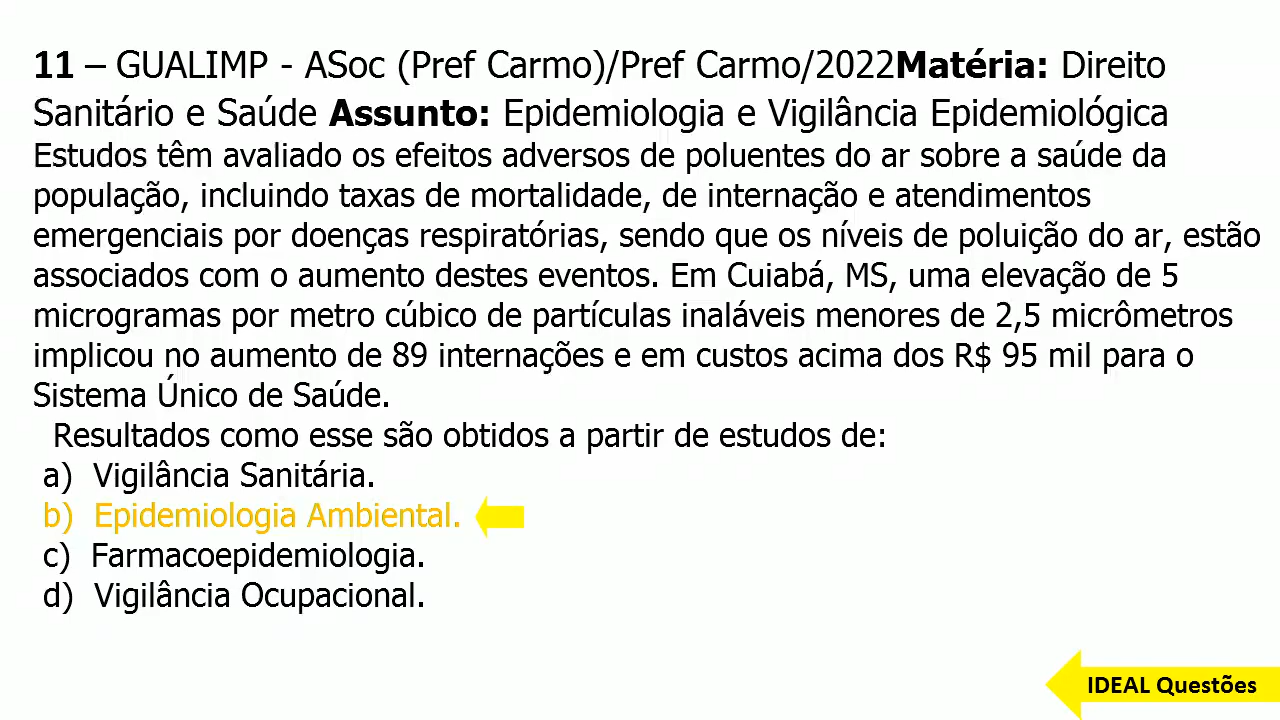 11 – GUALIMP - ASoc (Pref Carmo)/Pref Carmo/2022Matéria: Direito
Sanitário e Saúde Assunto: Epidemiologia e Vigilância Epidemiológica
Estudos têm avaliado os efeitos adversos de poluentes do ar sobre a saúde da
população, incluindo taxas de mortalidade, de internação e atendimentos
emergenciais por doenças respiratórias, sendo que os níveis de poluição do ar, estão
associados com o aumento destes eventos. Em Cuiabá, MS, uma elevação de 5
microgramas por metro cúbico de partículas inaláveis menores de 2,5 micrômetros
implicou no aumento de 89 internações e em custos acima dos R$ 95 mil para o
Sistema Único de Saúde.
Resultados como esse são obtidos a partir de estudos de:
a) Vigilância Sanitária.
b) Epidemiologia Ambiental.
c) Farmacoepidemiologia.
d) Vigilância Ocupacional.
IDEAL Questões